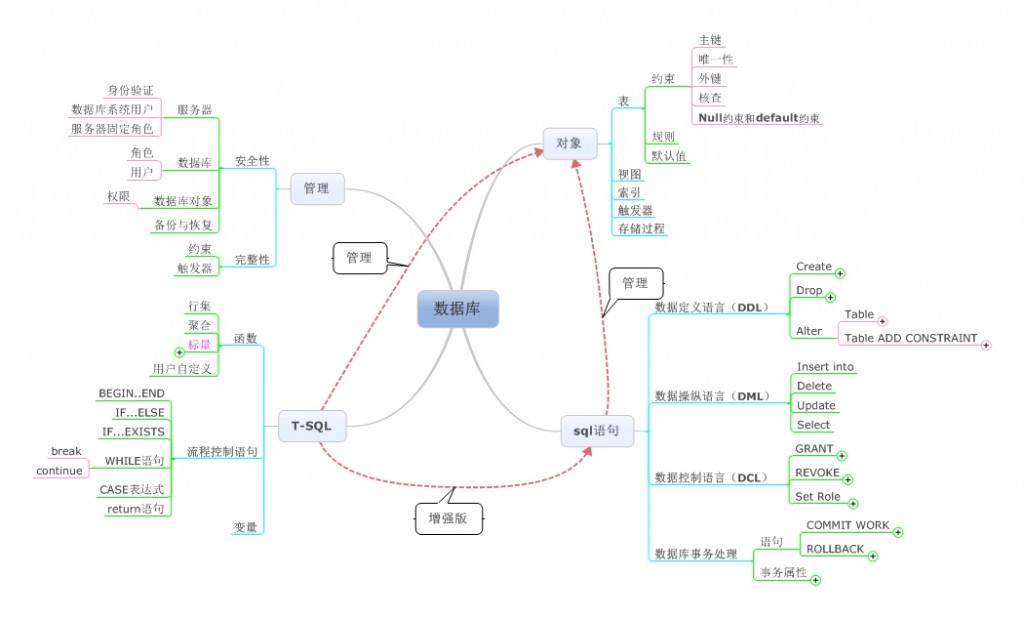 数据库
对象
表
约束
主键
唯一性
外键
核查
Null约束和default约束
规则
默认值
视图
索引
触发器
存储过程
管理
安全性
服务器
身份验证
数据库系统用户
服务器固定角色
数据库
角色
用户
数据库对象
权限
备份与恢复
完整性
约束
触发器
管理
管理
T-SQL
函数
行集
聚合
标量
用户自定义
流程控制语句
BEGIN..END
IF...ELSE
IF...EXISTS
WHILE语句
break
continue
CASE表达式
return语句
变量
增强版
sql语句
数据定义语言（DDL）
Create
Drop
Alter
Table
Table ADD CONSTRAINT
数据操纵语言（DML）
Insert into
Delete
Update
Select
数据控制语言（DCL）
GRANT
REVOKE
Set Role
数据库事务处理
语句
COMMIT WORK
ROLLBACK
事务属性